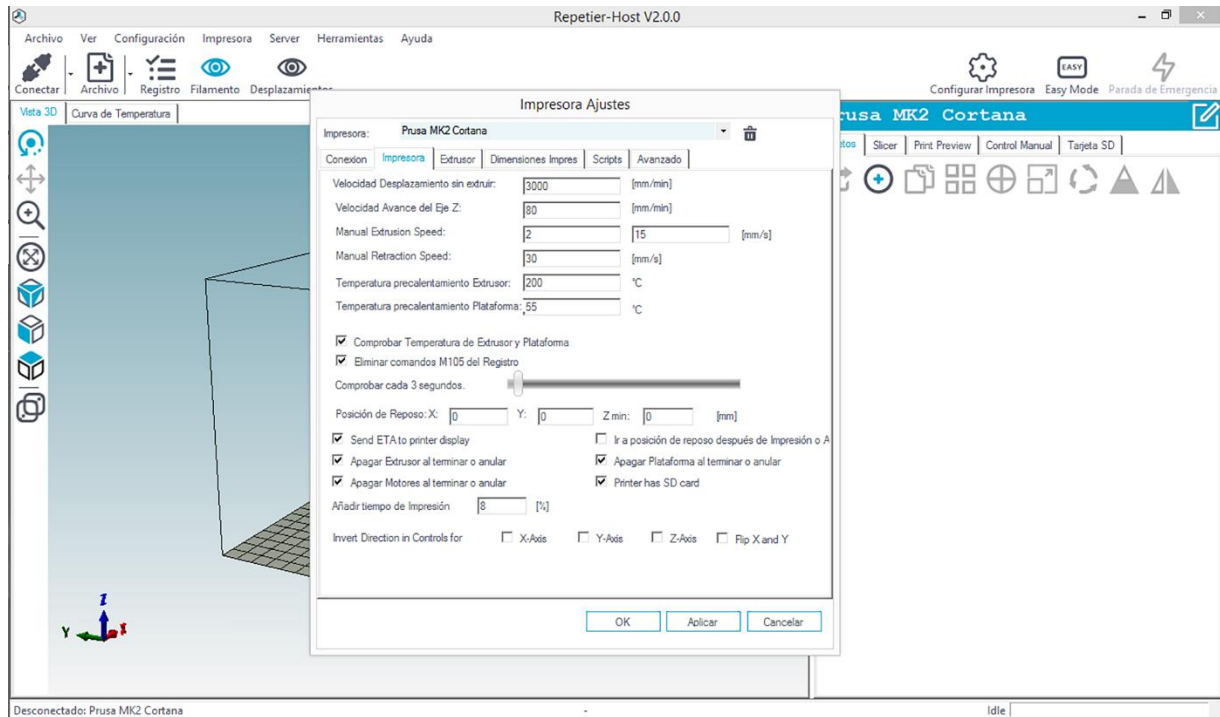 Repetier-Host V2.0.0
Archivo Ver Configuración Impresora Server Herramientas Ayuda
EASY
Conectar Archivo Registro Filamento Desplazamientos Configurar Impresora Easy Mode Parada de Emergencia
Vista 3D Curva de Temperatura
Impresora Ajustes
rusa MK2 Cortana
Impresora: Prusa MK2 Cortana
tos Slicer Print Preview Control Manual Tarjeta SD
Conexion Impresora Extrusor Dimensiones Impres Scripts Avanzado
Velocidad Desplazamiento sin extruir: 3000 [mm/min]
Velocidad Avance del Eje Z: 80 [mm/min]
Manual Extrusion Speed: 2 15 [mm/s]
Manual Retraction Speed: 30 [mm/s]
Temperatura precalentamiento Extrusor: 200 °C
Temperatura precalentamiento Plataforma: 55 °C
Comprobar Temperatura de Extrusor y Plataforma
Eliminar comandos M105 del Registro
Comprobar cada 3 segundos.
Posición de Reposo: X: 0 Y: 0 Z min: 0 [mm]
Send ETA to printer display Ir a posición de reposo después de Impresión o A
Apagar Extrusor al terminar o anular Apagar Plataforma al terminar o anular
Apagar Motores al terminar o anular Printer has SD card
Añadir tiempo de Impresión 8 [%]
Invert Direction in Controls for X-Axis Y-Axis Z-Axis Flip X and Y
Z
Y X
OK Aplicar Cancelar
Desconectado: Prusa MK2 Cortana - Idle